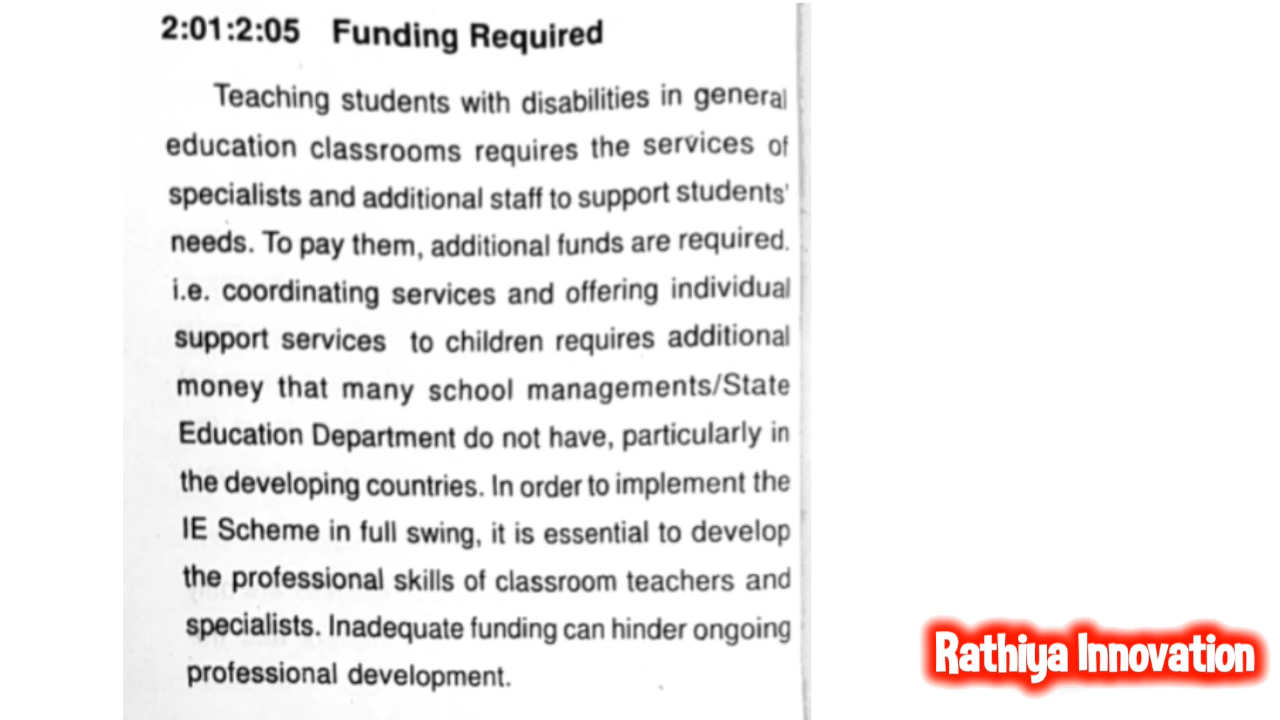 2:01:2:05 Funding Required
Teaching students with disabilities in general
education classrooms requires the services of
specialists and additional staff to support students'
needs. To pay them, additional funds are required.
i.e. coordinating services and offering individual
support services to children requires additional
money that many school managements/State
Education Department do not have, particularly in
the developing countries. In order to implement the
IE Scheme in full swing, it is essential to develop
the professional skills of classroom teachers and
specialists. Inadequate funding can hinder ongoing
professional development.
Rathiya Innovation